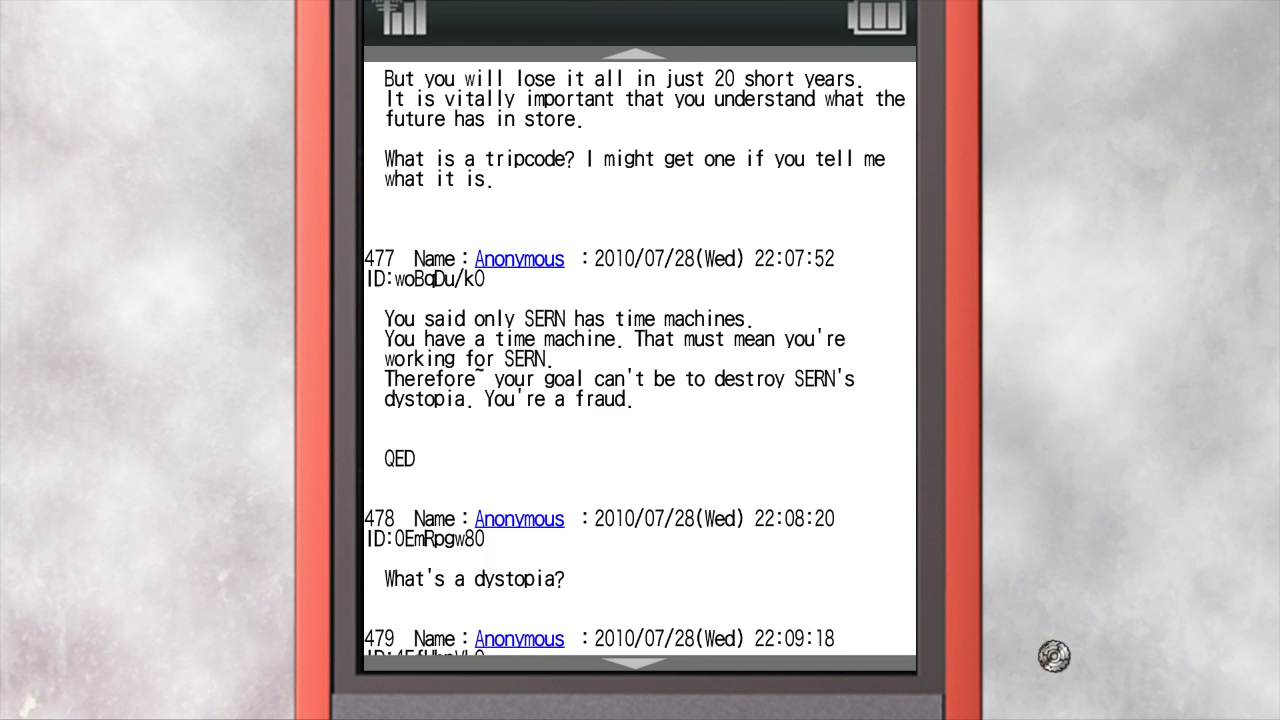 But you will lose it all in just 20 short years.
It is vitally important that you understand what the
future has in store.
What is a tripcode? I might get one if you tell me
what it is.
477 Name：Anonymous ：2010/07/28(Wed) 22:07:52
ID:woBqDu/k0
You said only SERN has time machines.
You have a time machine. That must mean you're
working for SERN.
Therefore~ your goal can't be to destroy SERN's
dystopia. You're a fraud.
QED
478 Name：Anonymous ：2010/07/28(Wed) 22:08:20
ID:0EmRpgw80
What's a dystopia?
479 Name：Anonymous ：2010/07/28(Wed) 22:09:18